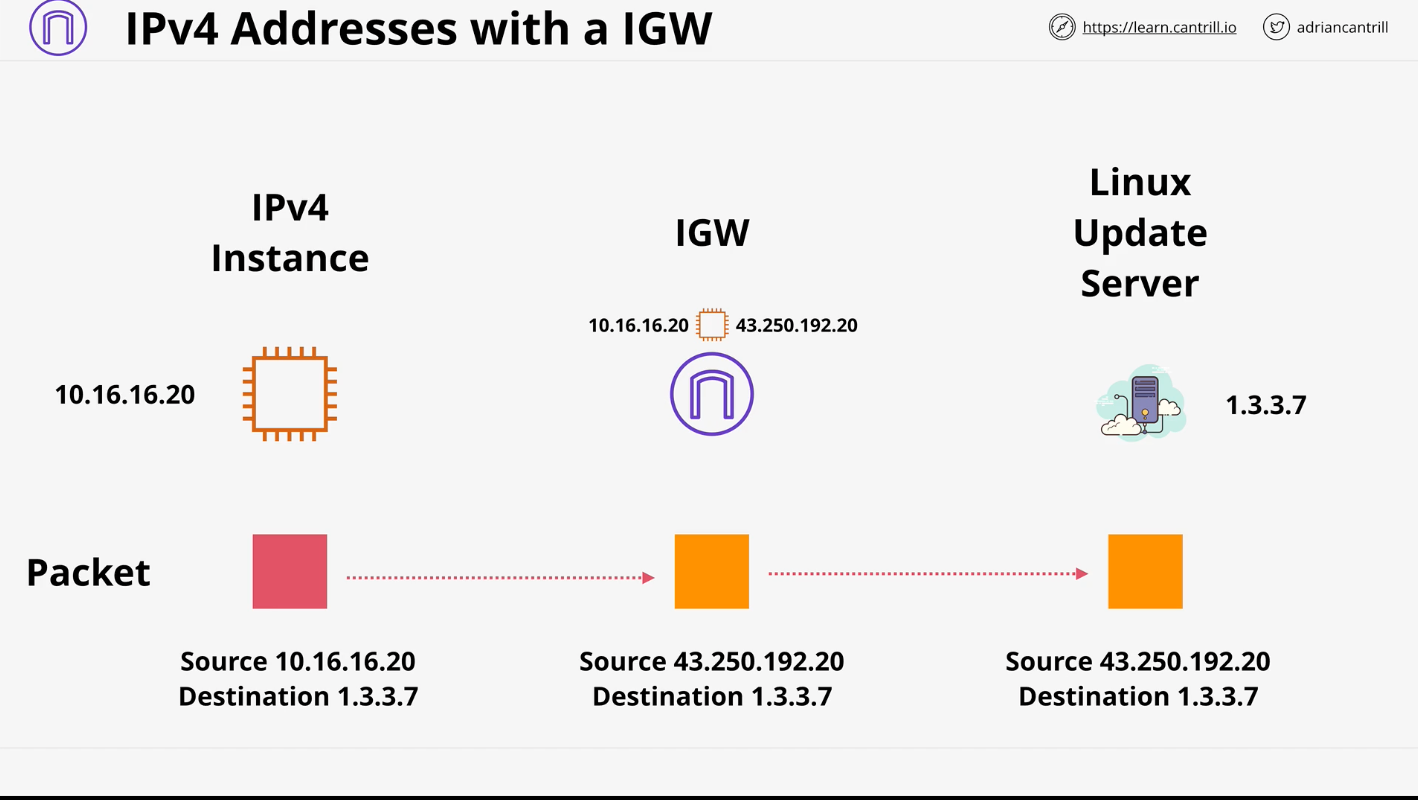 IPv4 Addresses with a IGW
https://learn.cantrill.io
adriancantrill
IPv4
Instance
IGW
Linux
Update
Server
10.16.16.20
43.250.192.20
10.16.16.20
1.3.3.7
Packet
Source 10.16.16.20
Destination 1.3.3.7
Source 43.250.192.20
Destination 1.3.3.7
Source 43.250.192.20
Destination 1.3.3.7